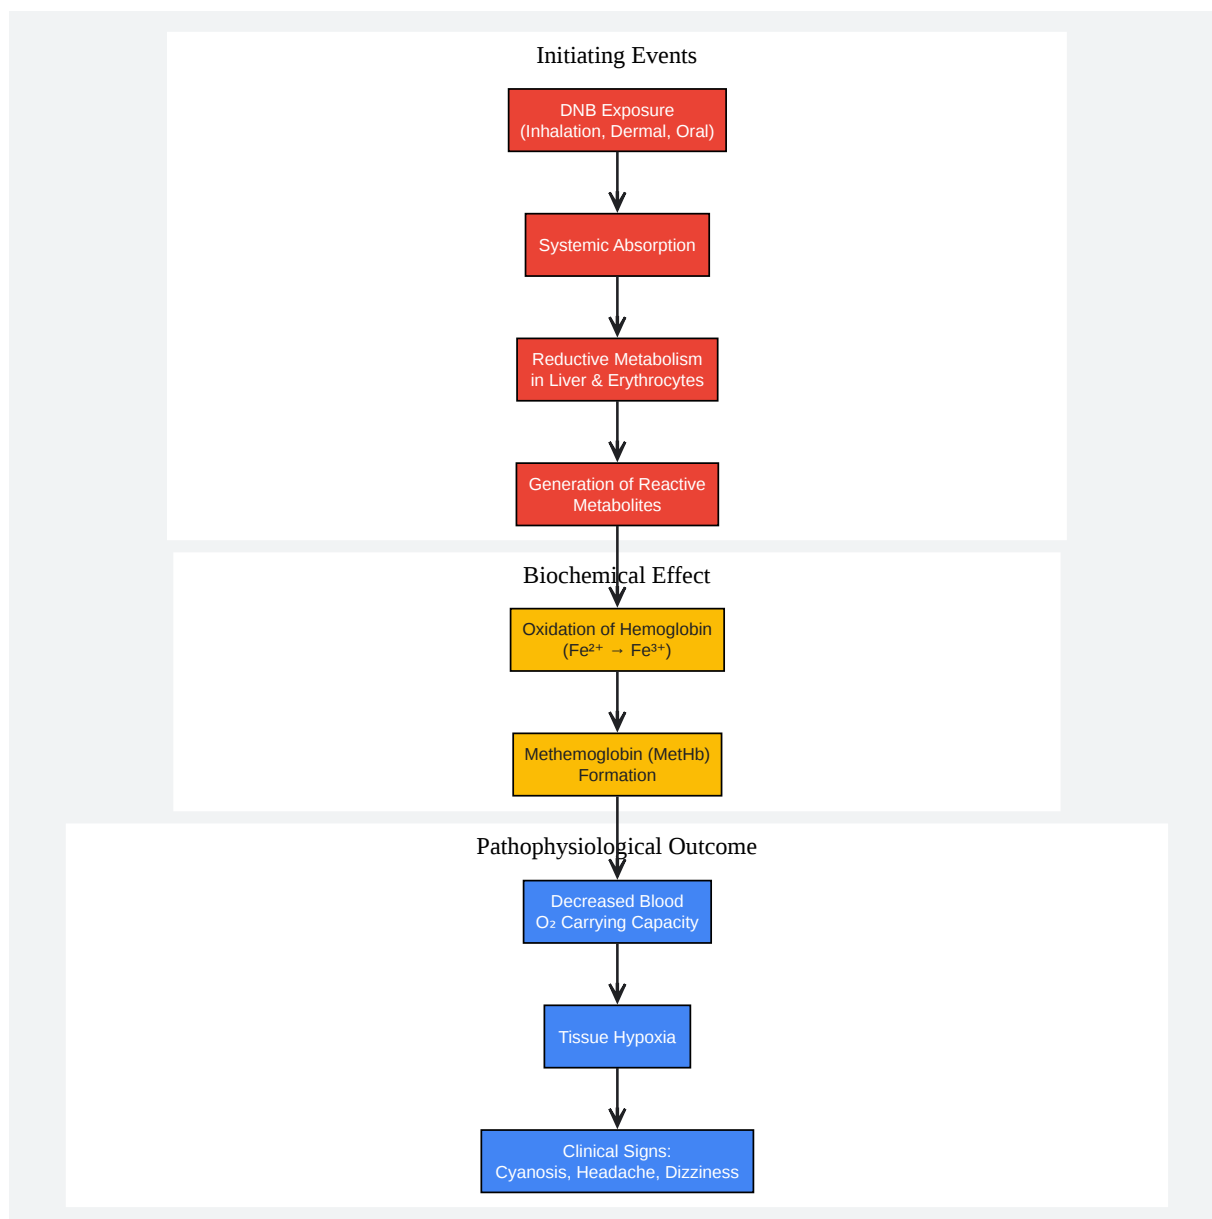 Initiating Events
DNB Exposure
(Inhalation, Dermal, Oral)
Systemic Absorption
Reductive Metabolism
in Liver & Erythrocytes
Generation of Reactive
Metabolites
Biochemical Effect
Oxidation of Hemoglobin
(Fe²⁺ → Fe³⁺)
Methemoglobin (MetHb)
Formation
Pathophysiological Outcome
Decreased Blood
O₂ Carrying Capacity
Tissue Hypoxia
Clinical Signs:
Cyanosis, Headache, Dizziness